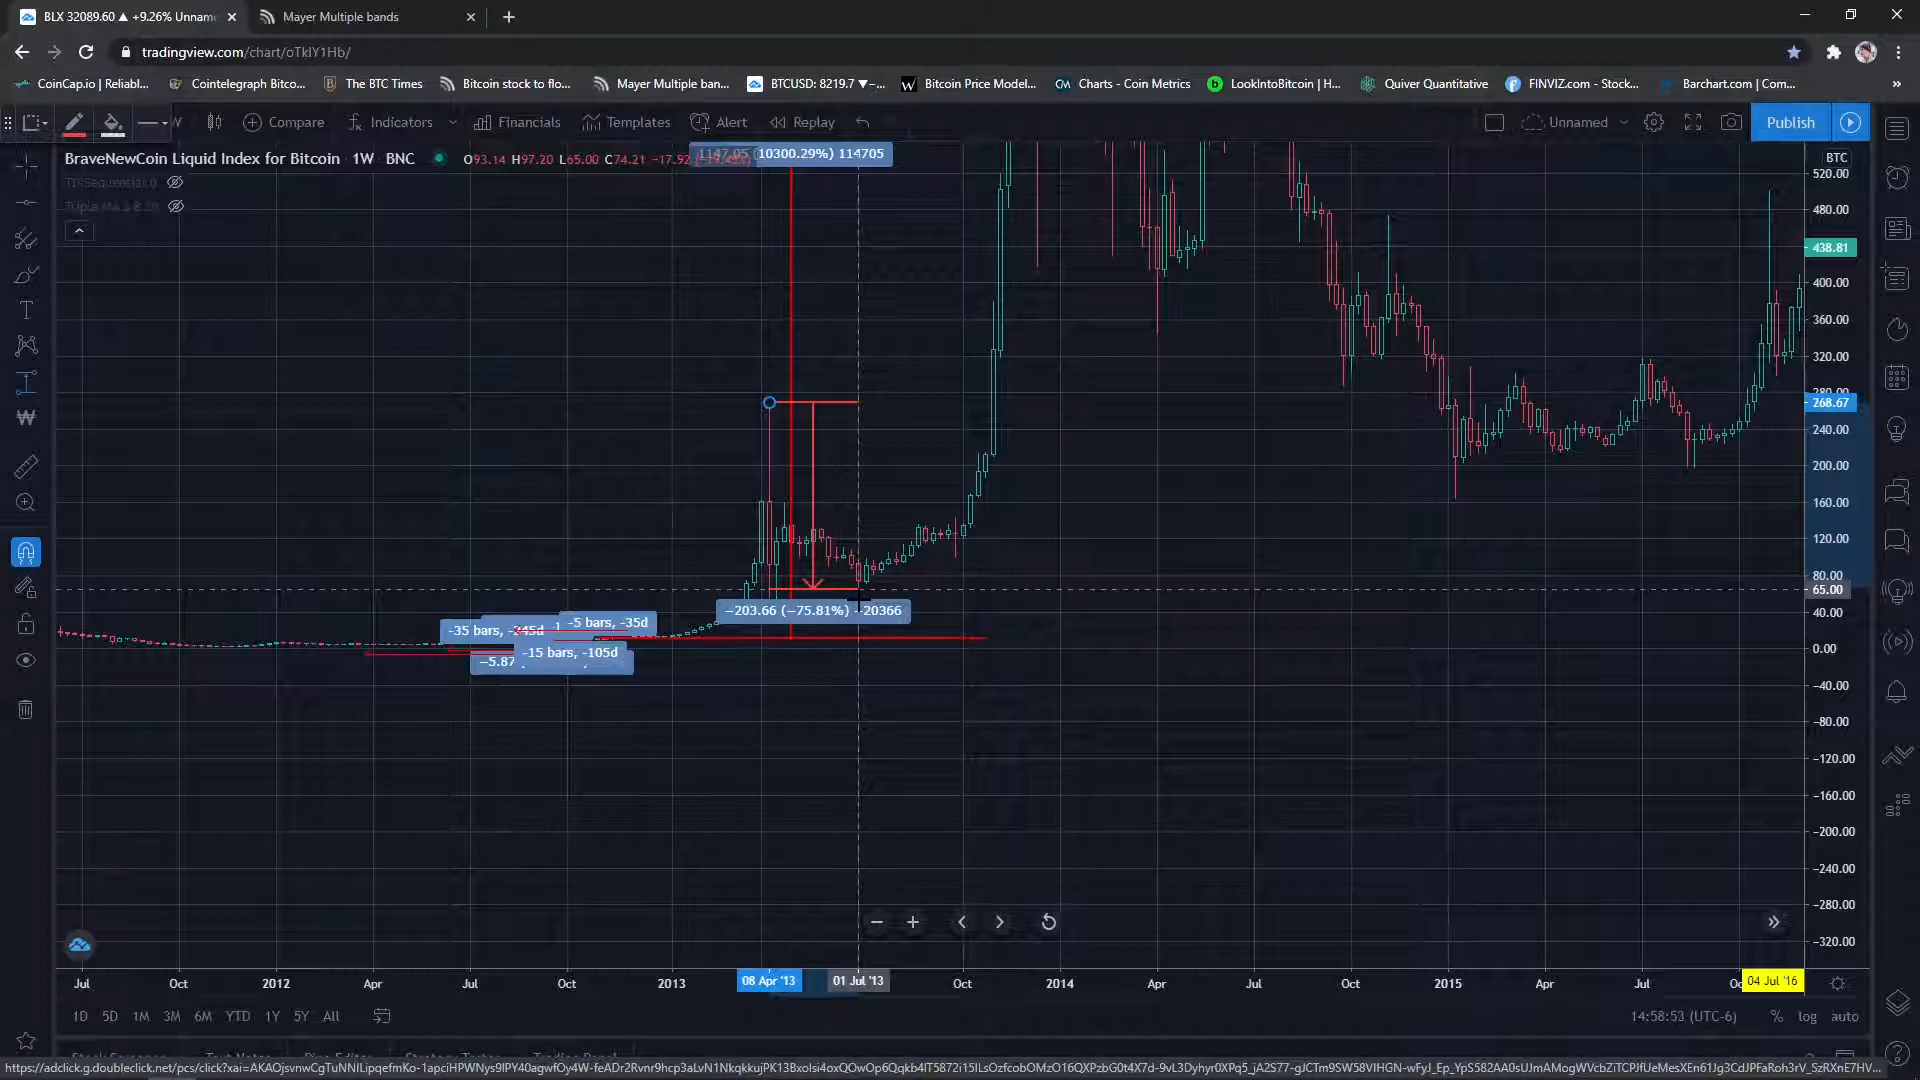 BLX 32089.60 ▲ +9.26% Unname
Mayer Multiple bands
tradingview.com/chart/oTkIY1Hb/
CoinCap.io | Reliabl...
Cointelegraph Bitco...
The BTC Times
Bitcoin stock to flo...
Mayer Multiple ban...
BTCUSD: 8219.7 ▼−...
Bitcoin Price Model...
Charts - Coin Metrics
LookIntoBitcoin | H...
Quiver Quantitative
FINVIZ.com - Stock...
Barchart.com | Com...
W
Compare
Indicators
Financials
Templates
Alert
Replay
Unnamed
Publish
BraveNewCoin Liquid Index for Bitcoin · 1W · BNC
O93.14 H97.20 L65.00 C74.21 −17.92
(10300.29%) 114705
BTC
520.00
480.00
438.81
400.00
360.00
320.00
280.00
268.67
240.00
200.00
160.00
120.00
80.00
65.00
40.00
0.00
−40.00
−80.00
−120.00
−160.00
−200.00
−240.00
−280.00
−320.00
−203.66 (−75.81%) −20366
-35 bars, -245d
-5 bars, -35d
−5.87
-15 bars, -105d
Jul
Oct
2012
Apr
Jul
Oct
2013
08 Apr '13
01 Jul '13
Oct
2014
Apr
Jul
Oct
2015
Apr
Jul
04 Jul '16
1D 5D 1M 3M 6M YTD 1Y 5Y All
14:58:53 (UTC-6)
% log auto